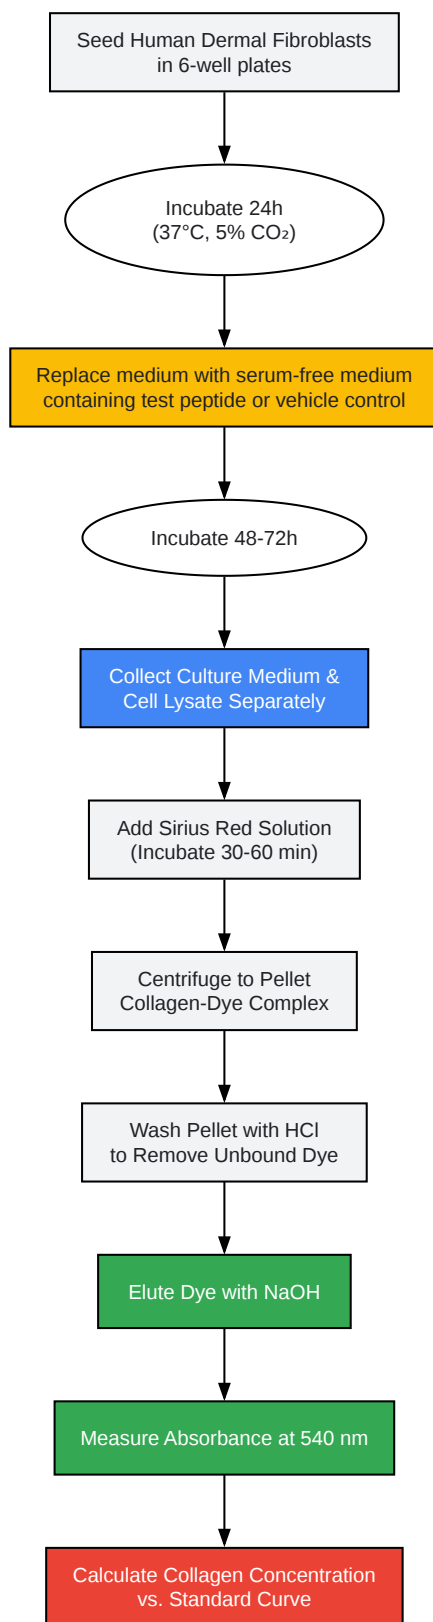 Seed Human Dermal Fibroblasts
in 6-well plates
Incubate 24h
(37°C, 5% CO₂)
Replace medium with serum-free medium
containing test peptide or vehicle control
Incubate 48-72h
Collect Culture Medium &
Cell Lysate Separately
Add Sirius Red Solution
(Incubate 30-60 min)
Centrifuge to Pellet
Collagen-Dye Complex
Wash Pellet with HCl
to Remove Unbound Dye
Elute Dye with NaOH
Measure Absorbance at 540 nm
Calculate Collagen Concentration
vs. Standard Curve